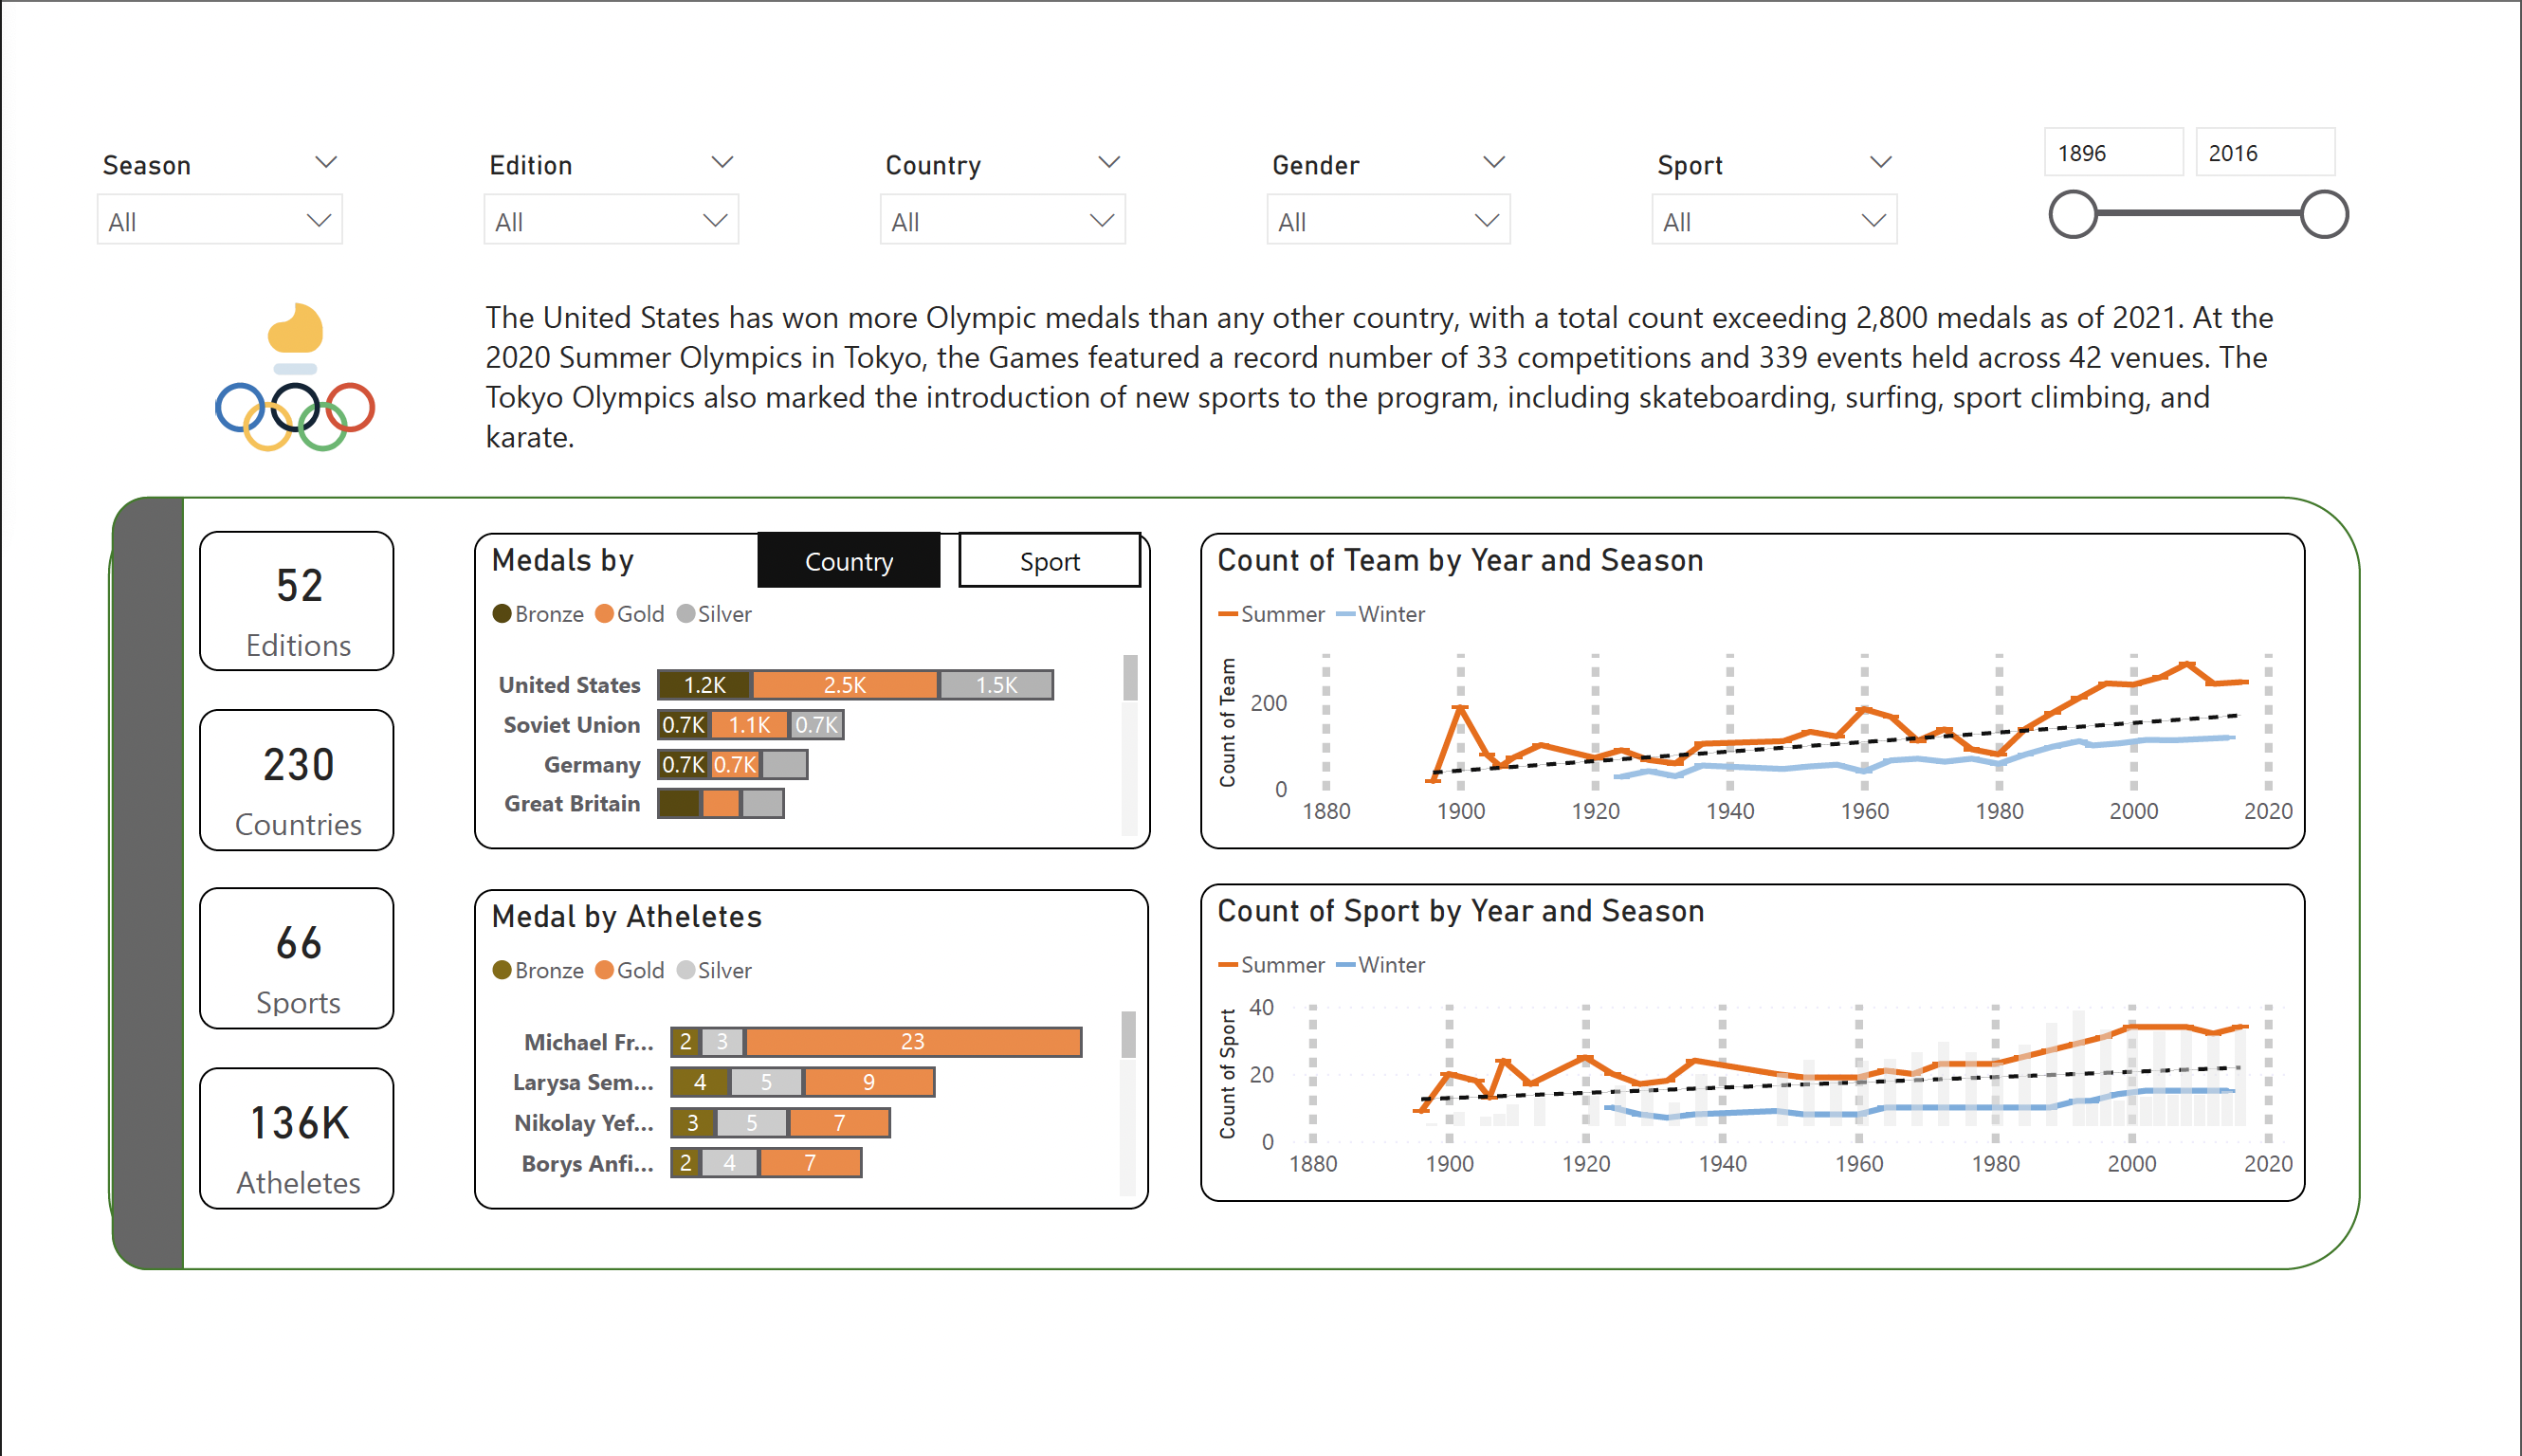 Season
Edition
Country
Gender
Sport
1896
2016
All
All
All
All
All
The United States has won more Olympic medals than any other country, with a total count exceeding 2,800 medals as of 2021. At the
2020 Summer Olympics in Tokyo, the Games featured a record number of 33 competitions and 339 events held across 42 venues. The
Tokyo Olympics also marked the introduction of new sports to the program, including skateboarding, surfing, sport climbing, and
karate.
52
Editions
230
Countries
66
Sports
136K
Atheletes
Medals by
Country
Sport
Bronze Gold Silver
United States 1.2K 2.5K 1.5K
Soviet Union 0.7K 1.1K 0.7K
Germany 0.7K 0.7K
Great Britain
Count of Team by Year and Season
Summer Winter
Count of Team
200
0
1880 1900 1920 1940 1960 1980 2000 2020
Medal by Atheletes
Bronze Gold Silver
Michael Fr... 2 3 23
Larysa Sem... 4 5 9
Nikolay Yef... 3 5 7
Borys Anfi... 2 4 7
Count of Sport by Year and Season
Summer Winter
Count of Sport
40
20
0
1880 1900 1920 1940 1960 1980 2000 2020